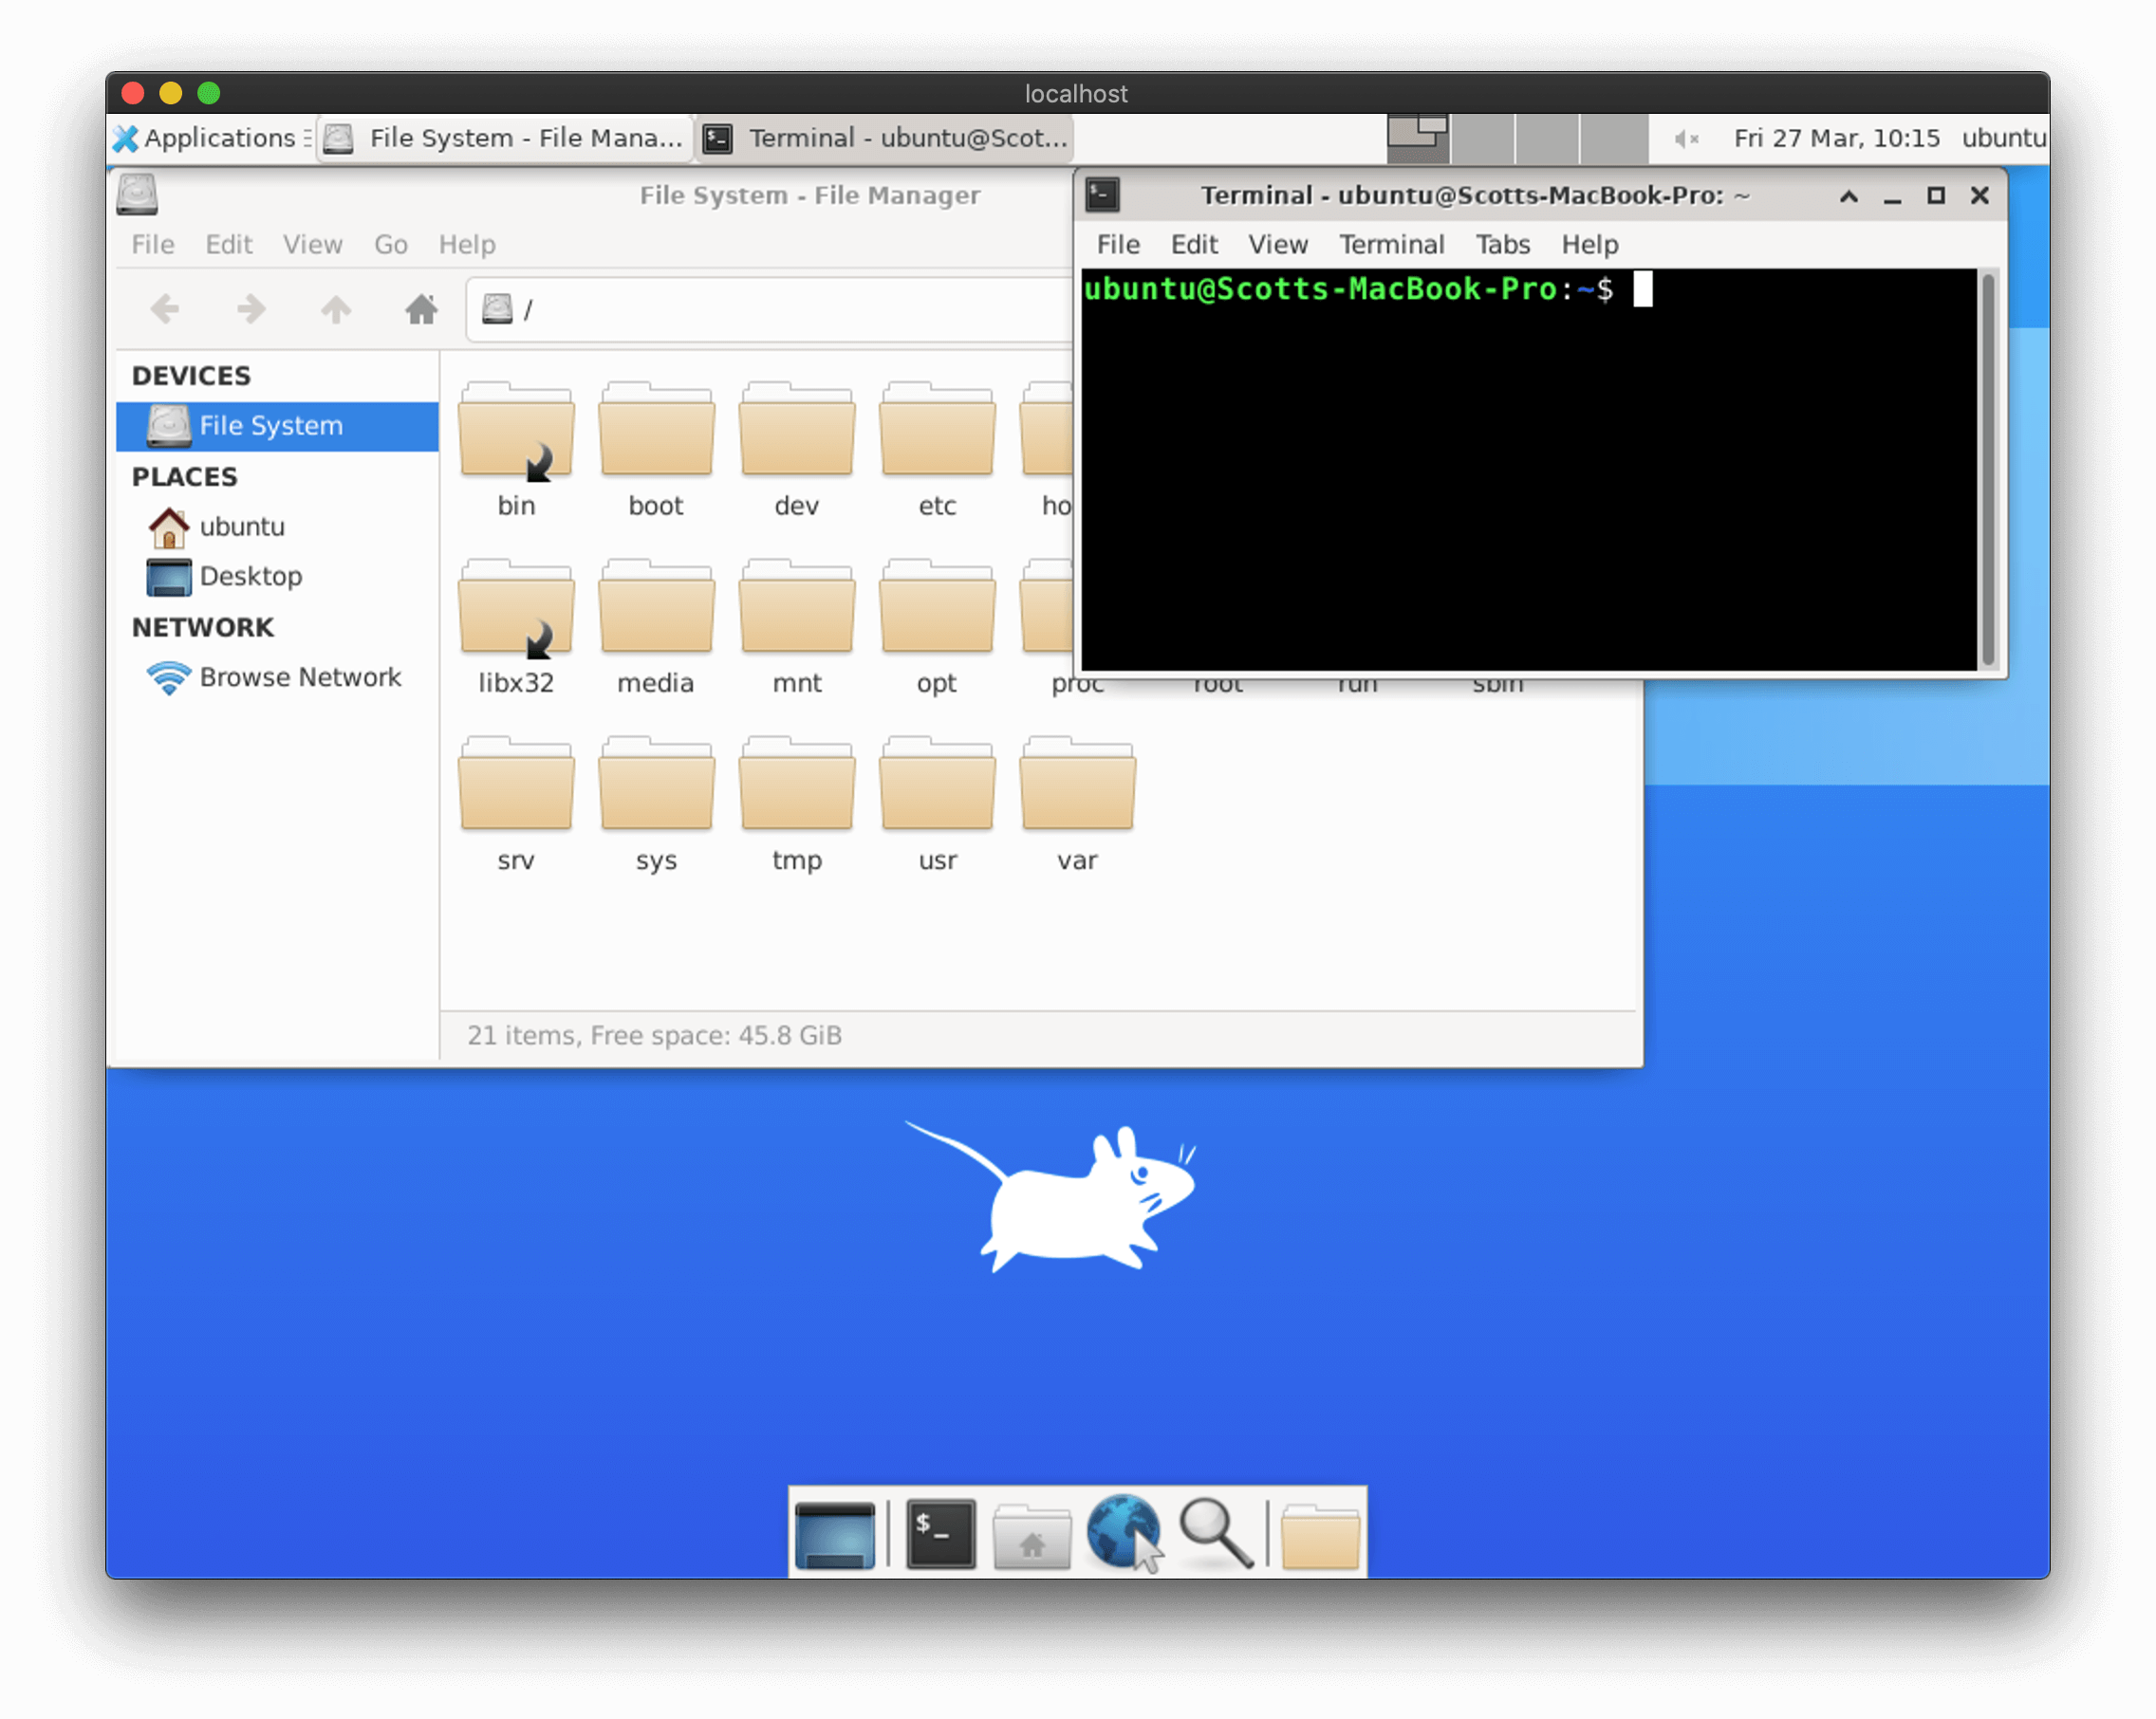 localhost
Applications
File System - File Mana...
Terminal - ubuntu@Scot...
Fri 27 Mar, 10:15
ubuntu
File System - File Manager
File Edit View Go Help
/
DEVICES
File System
PLACES
ubuntu
Desktop
NETWORK
Browse Network
bin boot dev etc ho
libx32 media mnt opt proc root run sbin
srv sys tmp usr var
21 items, Free space: 45.8 GiB
Terminal - ubuntu@Scotts-MacBook-Pro: ~
File Edit View Terminal Tabs Help
ubuntu@Scotts-MacBook-Pro:~$
$_